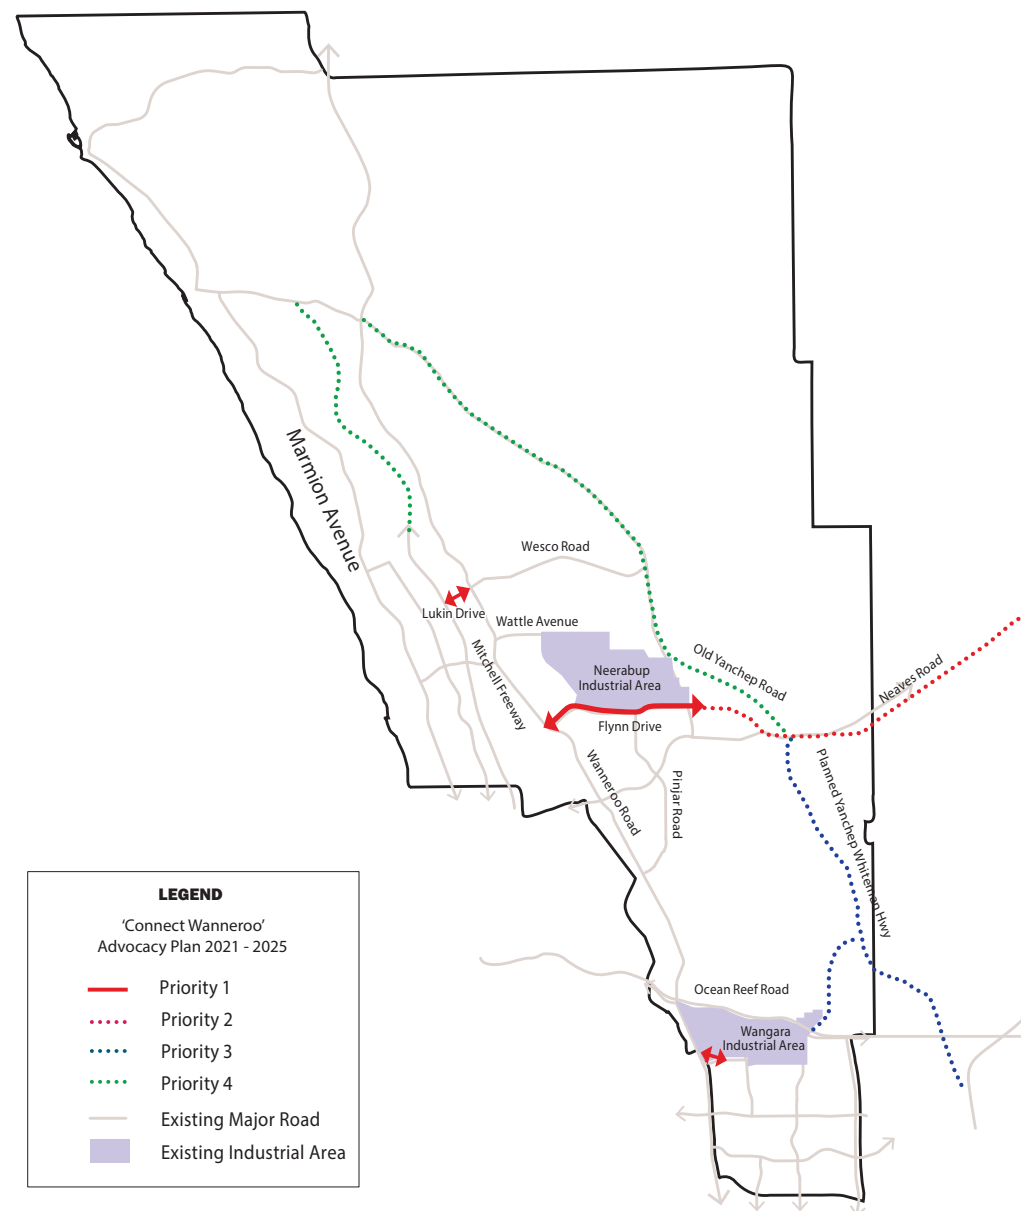 Marmion Avenue
Wesco Road
Lukin Drive
Wattle Avenue
Mitchell Freeway
Neerabup
Industrial Area
Old Yanchep Road
Neaves Road
Flynn Drive
Wanneroo Road
Pinjar Road
Planned Yanchep Whiteman Hwy
Ocean Reef Road
Wangara
Industrial Area
LEGEND
‘Connect Wanneroo’
Advocacy Plan 2021 - 2025
Priority 1
Priority 2
Priority 3
Priority 4
Existing Major Road
Existing Industrial Area